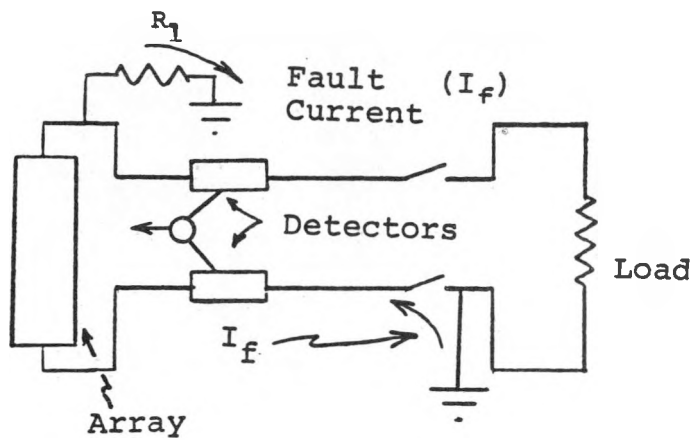 R1
Fault (If)
Current
Detectors
Load
If
Array